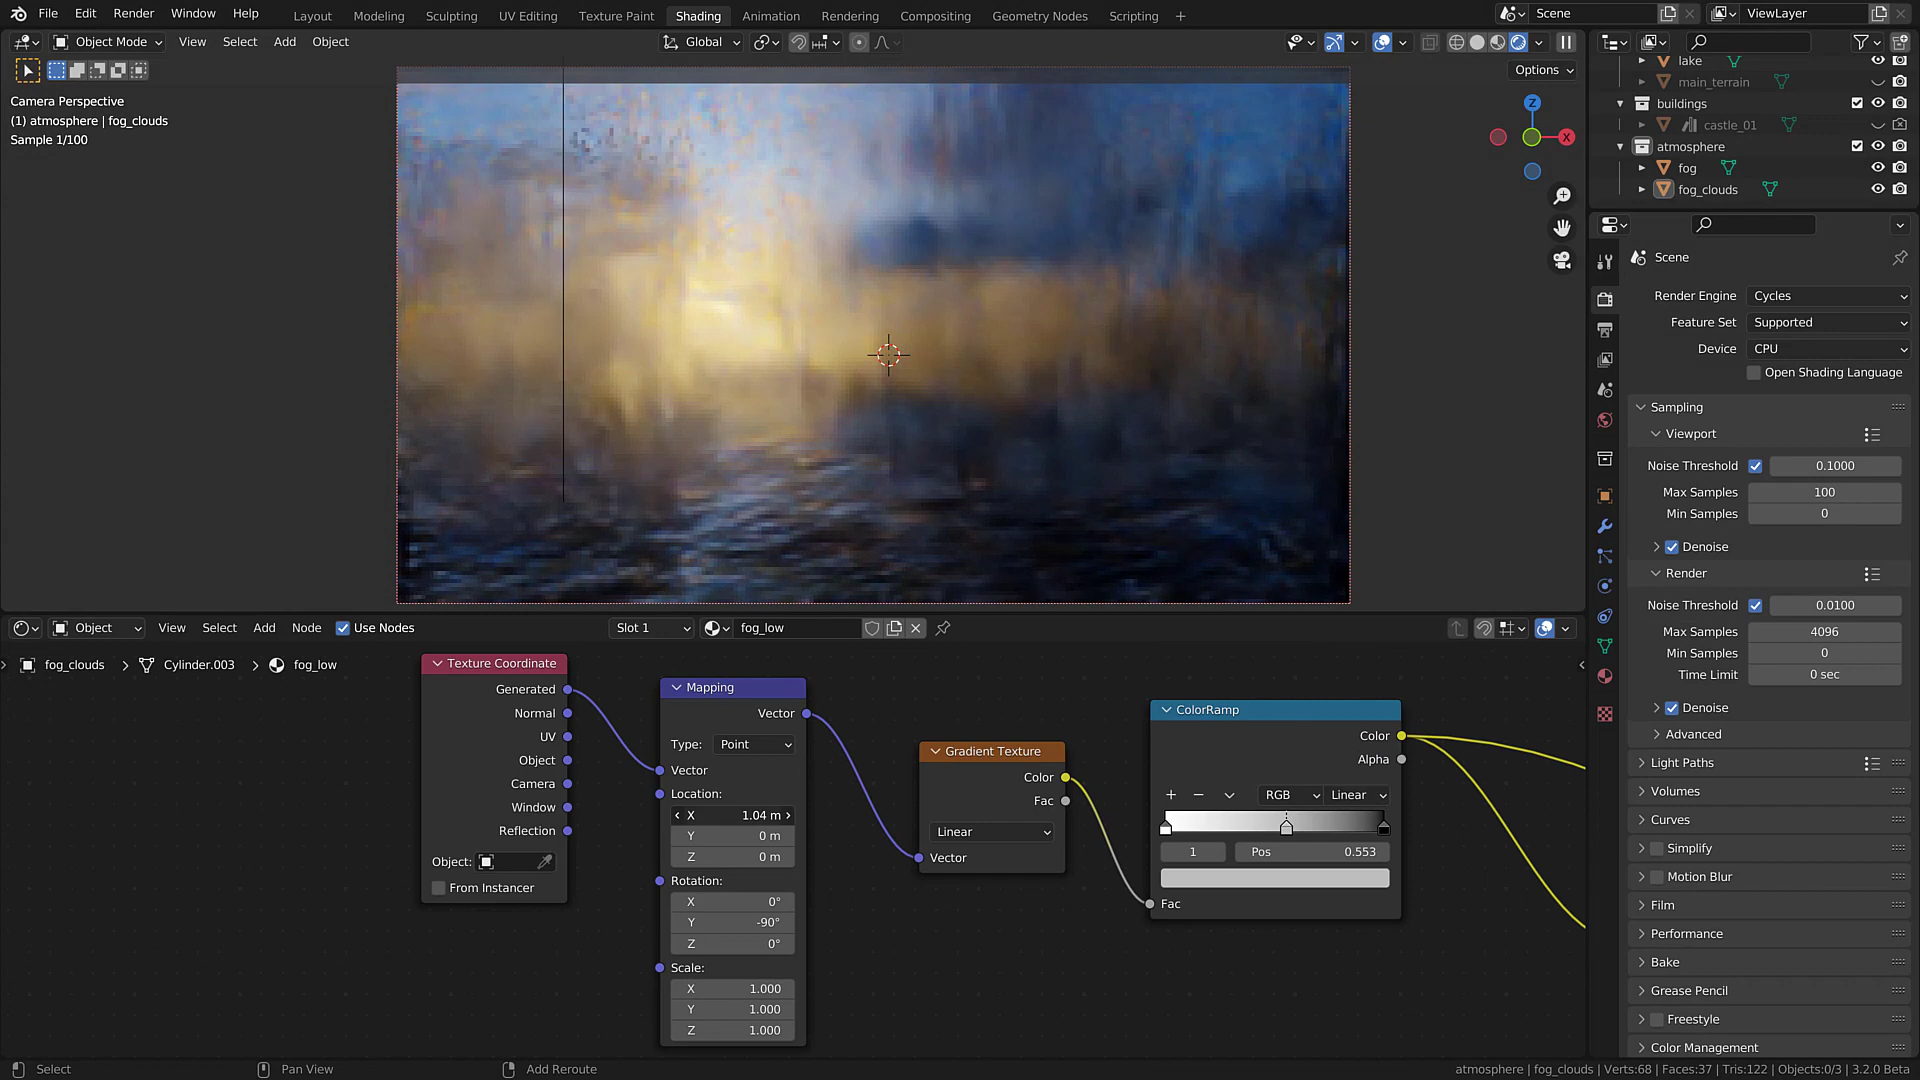 File Edit Render Window Help Layout Modeling Sculpting UV Editing Texture Paint Shading Animation Rendering Compositing Geometry Nodes Scripting + Scene ViewLayer
Object Mode View Select Add Object Global
Options
Camera Perspective
(1) atmosphere | fog_clouds
Sample 1/100
Z
X
lake
main_terrain
buildings
castle_01
atmosphere
fog
fog_clouds
Scene
Render Engine Cycles
Feature Set Supported
Device CPU
Open Shading Language
Sampling
Viewport
Noise Threshold 0.1000
Max Samples 100
Min Samples 0
Denoise
Render
Noise Threshold 0.0100
Max Samples 4096
Min Samples 0
Time Limit 0 sec
Denoise
Advanced
Light Paths
Volumes
Curves
Simplify
Motion Blur
Film
Performance
Bake
Grease Pencil
Freestyle
Color Management
Object View Select Add Node Use Nodes Slot 1 fog_low
fog_clouds > Cylinder.003 > fog_low
Texture Coordinate
Generated
Normal
UV
Object
Camera
Window
Reflection
Object:
From Instancer
Mapping
Vector
Type: Point
Vector
Location:
X 1.04 m
Y 0 m
Z 0 m
Rotation:
X 0°
Y -90°
Z 0°
Scale:
X 1.000
Y 1.000
Z 1.000
Gradient Texture
Color
Fac
Linear
Vector
ColorRamp
Color
Alpha
+ − RGB Linear
1 Pos 0.553
Fac
Select Pan View Add Reroute atmosphere | fog_clouds | Verts:68 | Faces:37 | Tris:122 | Objects:0/3 | 3.2.0 Beta